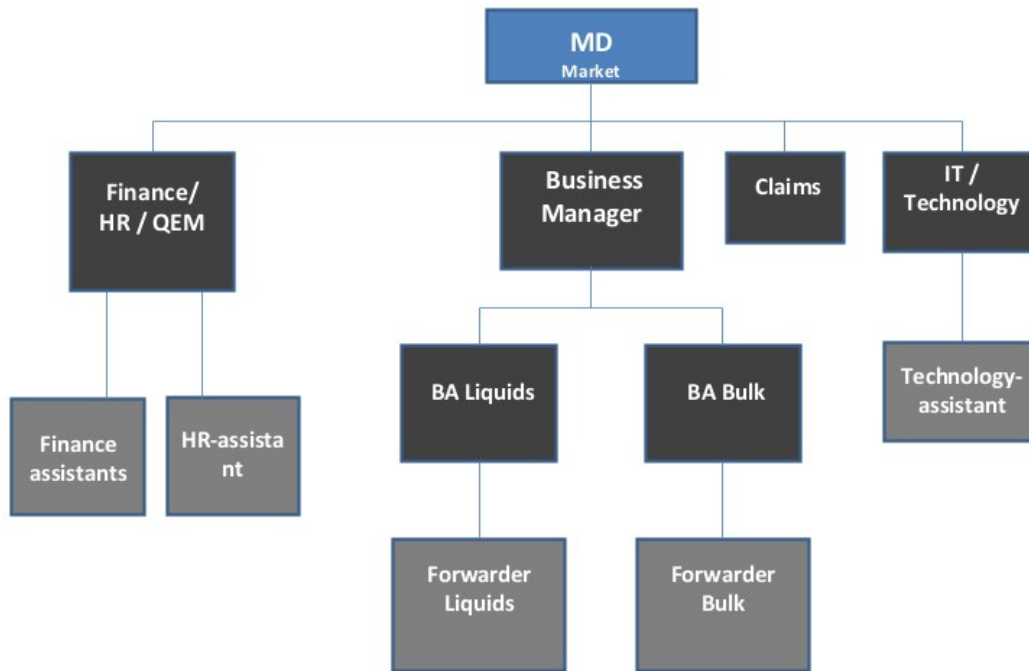 MD
Market
Finance/
HR / QEM
Business
Manager
Claims
IT /
Technology
BA Liquids
BA Bulk
Technology-
assistant
Finance
assistants
HR-assista
nt
Forwarder
Liquids
Forwarder
Bulk